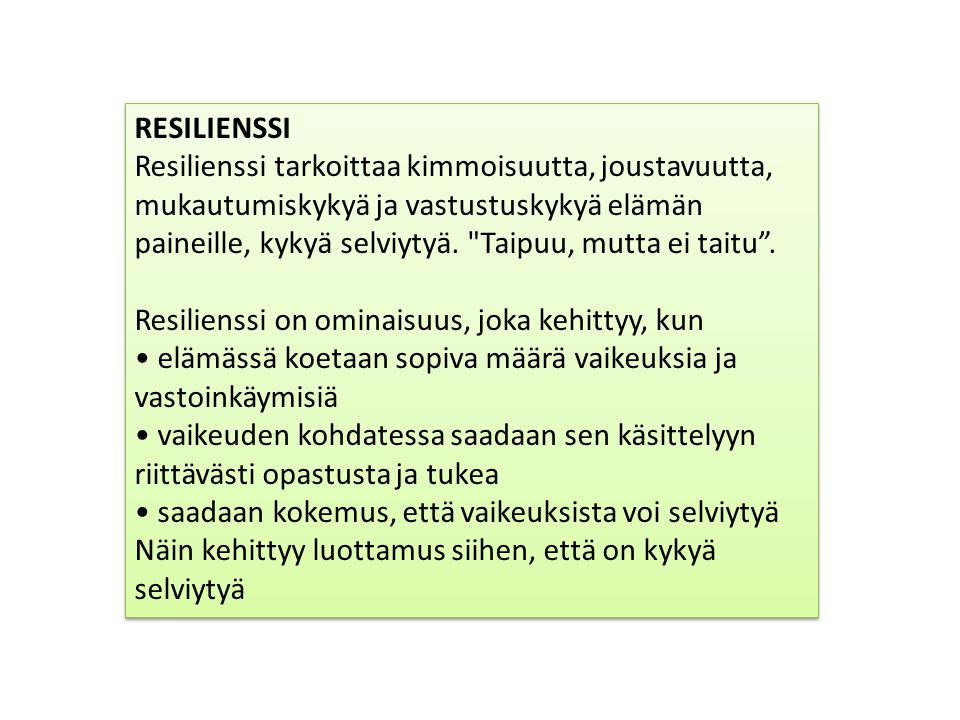 RESILIENSSI
Resilienssi tarkoittaa kimmoisuutta, joustavuutta,
mukautumiskykyä ja vastustuskykyä elämän
paineille, kykyä selviytyä. "Taipuu, mutta ei taitu”.
Resilienssi on ominaisuus, joka kehittyy, kun
• elämässä koetaan sopiva määrä vaikeuksia ja
vastoinkäymisiä
• vaikeuden kohdatessa saadaan sen käsittelyyn
riittävästi opastusta ja tukea
• saadaan kokemus, että vaikeuksista voi selviytyä
Näin kehittyy luottamus siihen, että on kykyä
selviytyä